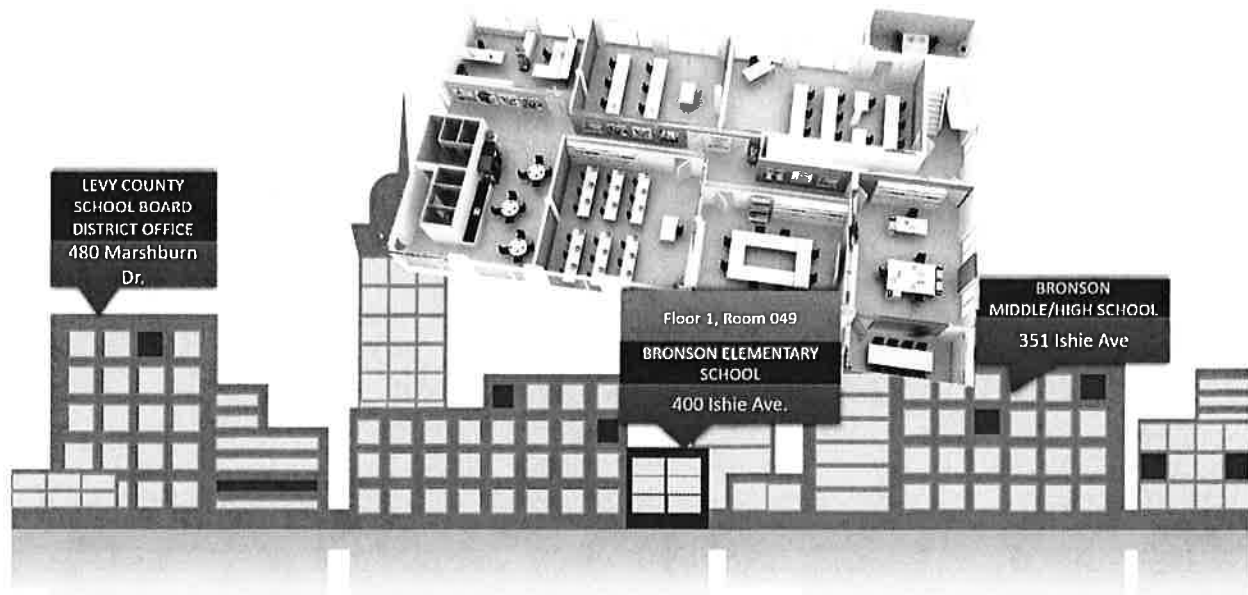 LEVY COUNTY
SCHOOL BOARD
DISTRICT OFFICE
480 Marshburn
Dr.
Floor 1, Room 049
BRONSON ELEMENTARY
SCHOOL
400 Ishie Ave.
BRONSON
MIDDLE/HIGH SCHOOL
351 Ishie Ave